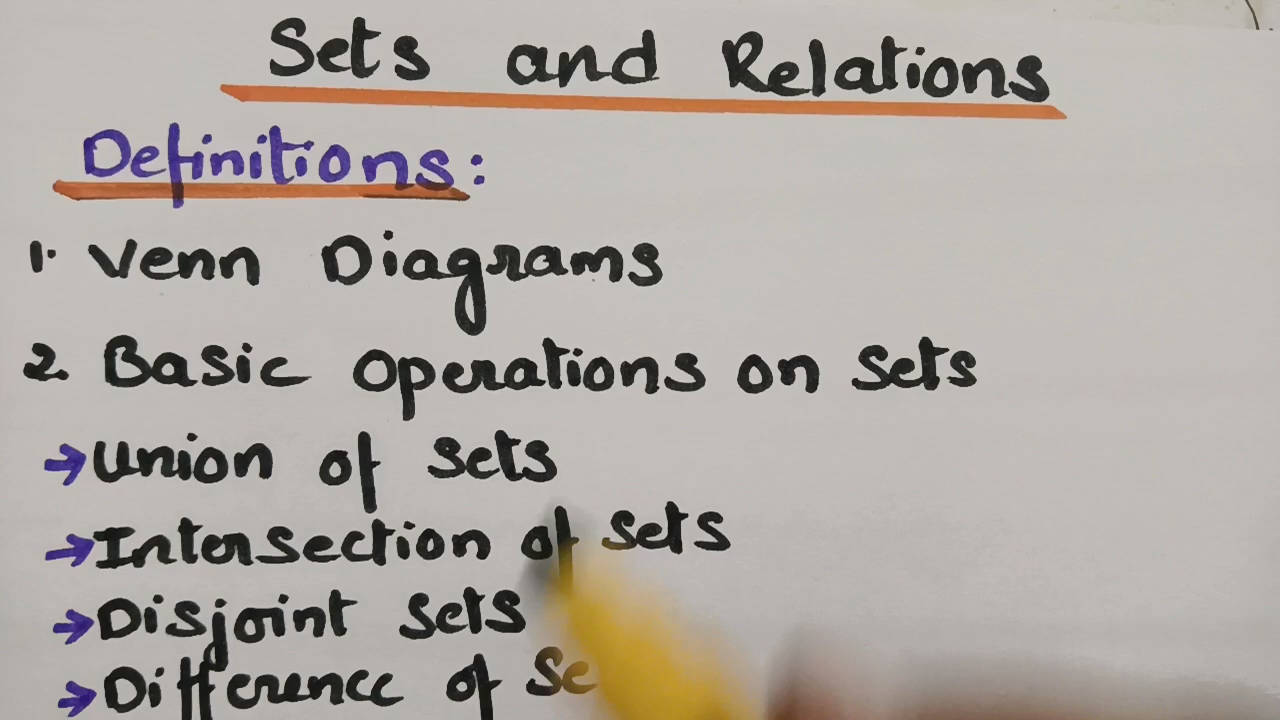 Sets and Relations
Definitions:
1. Venn Diagrams
2. Basic Operations on Sets
→Union of Sets
→Intersection of Sets
→Disjoint Sets
→Difference of Se